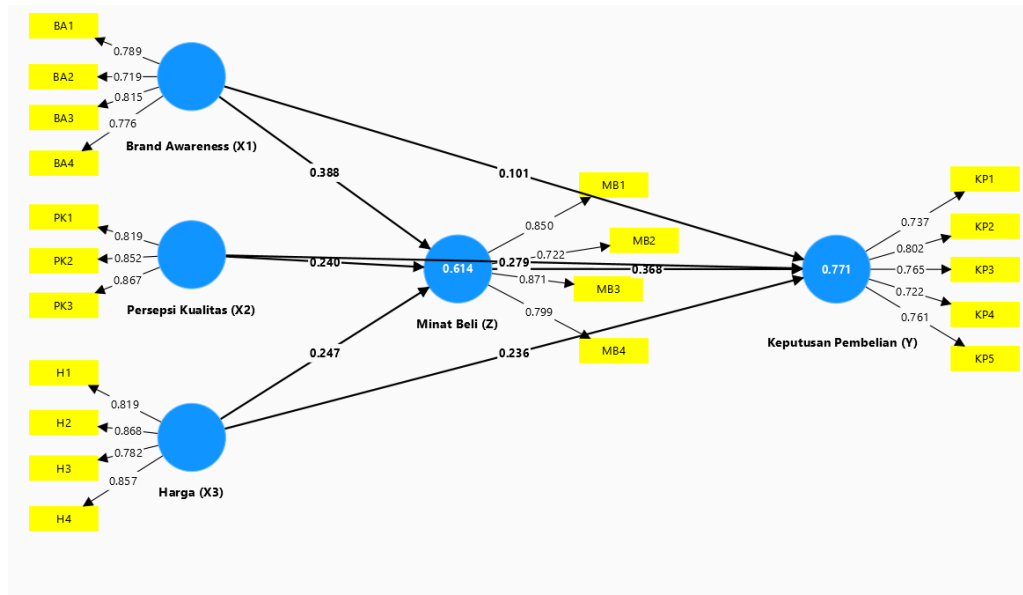 BA1
0.789
BA2
0.719
0.815
BA3
0.776
BA4
Brand Awareness (X1)
0.388
0.101
PK1
0.819
PK2
0.852
0.867
PK3
Persepsi Kualitas (X2)
0.240
0.279
0.368
0.614
Minat Beli (Z)
MB1
0.850
MB2
0.722
0.871
MB3
0.799
MB4
0.247
0.236
H1
0.819
H2
0.868
0.782
H3
0.857
H4
Harga (X3)
0.771
Keputusan Pembelian (Y)
KP1
0.737
KP2
0.802
0.765
KP3
0.722
KP4
0.761
KP5